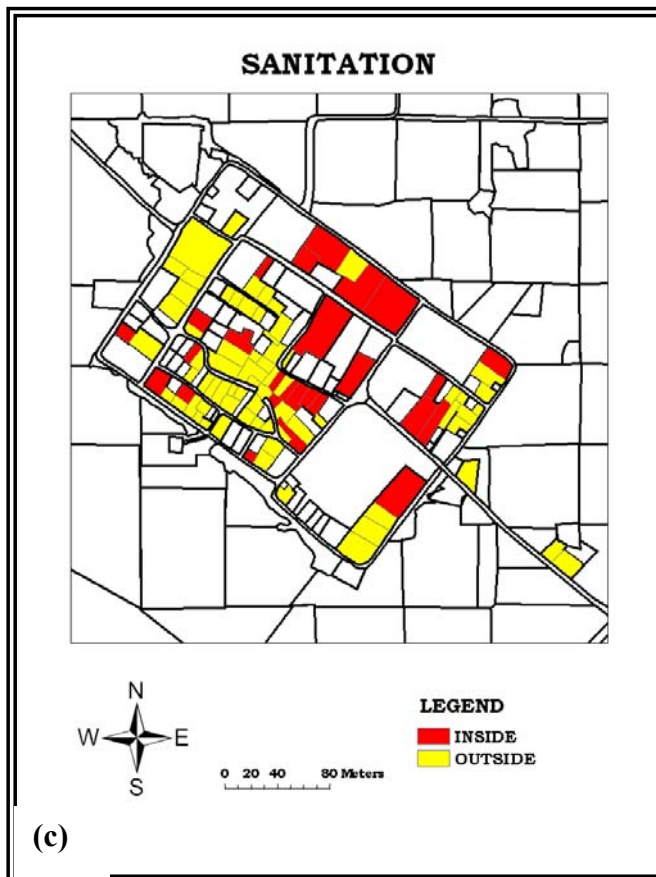 SANITATION
N
W E
S
0 20 40 80 Meters
LEGEND
INSIDE
OUTSIDE
(c)